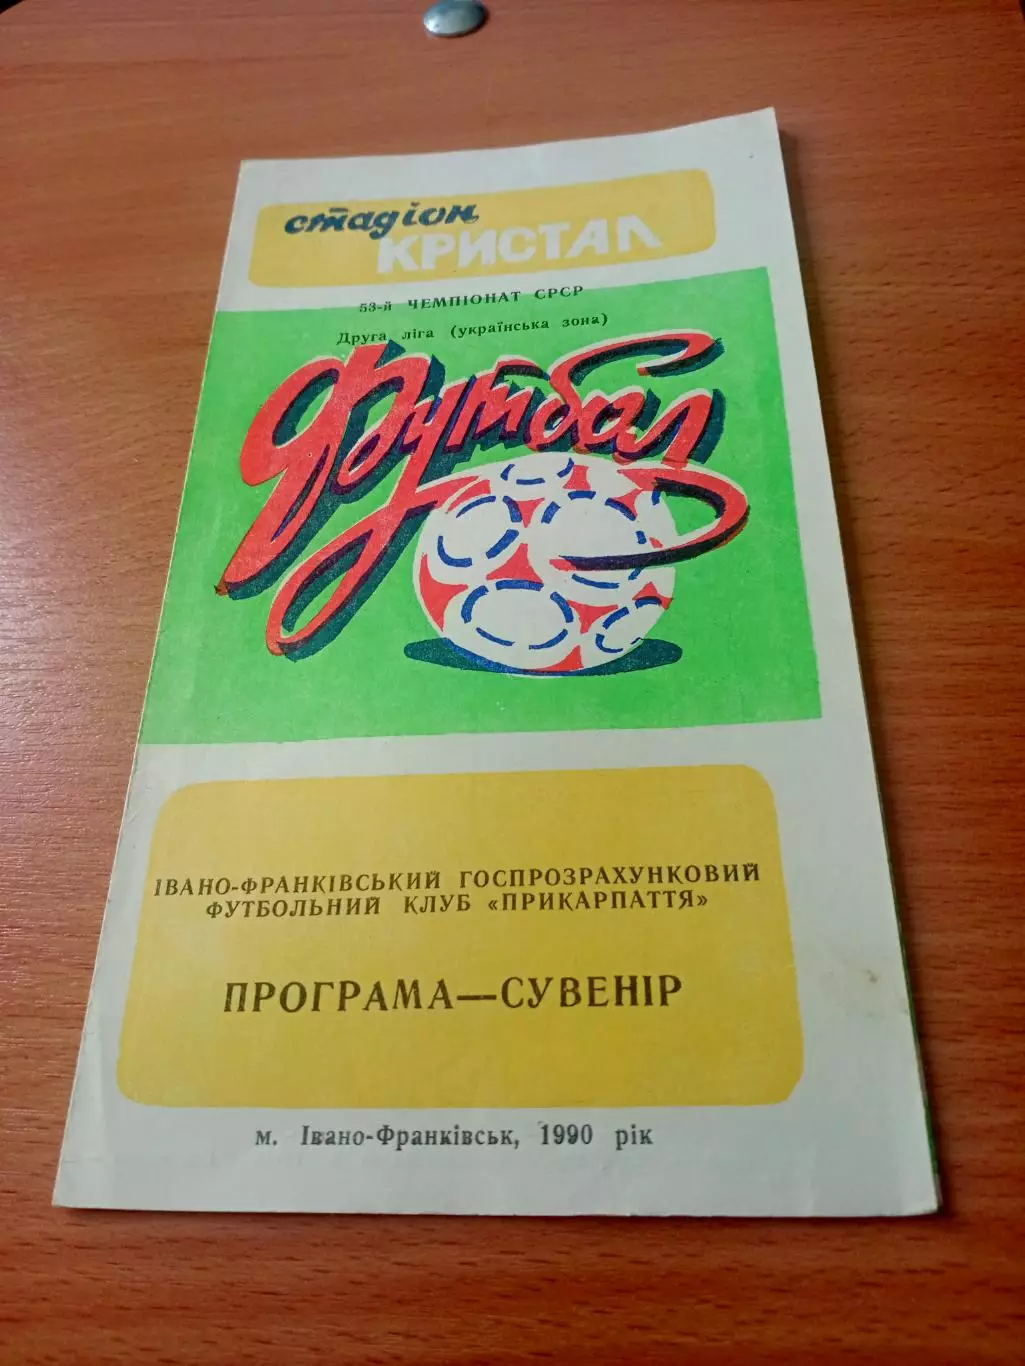 стадіон
КРИСТАЛ
53-й ЧЕМПІОНАТ СРСР
Друга ліга (українська зона)
Футбол
ІВАНО-ФРАНКІВСЬКИЙ ГОСПРОЗРАХУНКОВИЙ
ФУТБОЛЬНИЙ КЛУБ «ПРИКАРПАТТЯ»
ПРОГРАМА—СУВЕНІР
м. Івано-Франківськ, 1990 рік